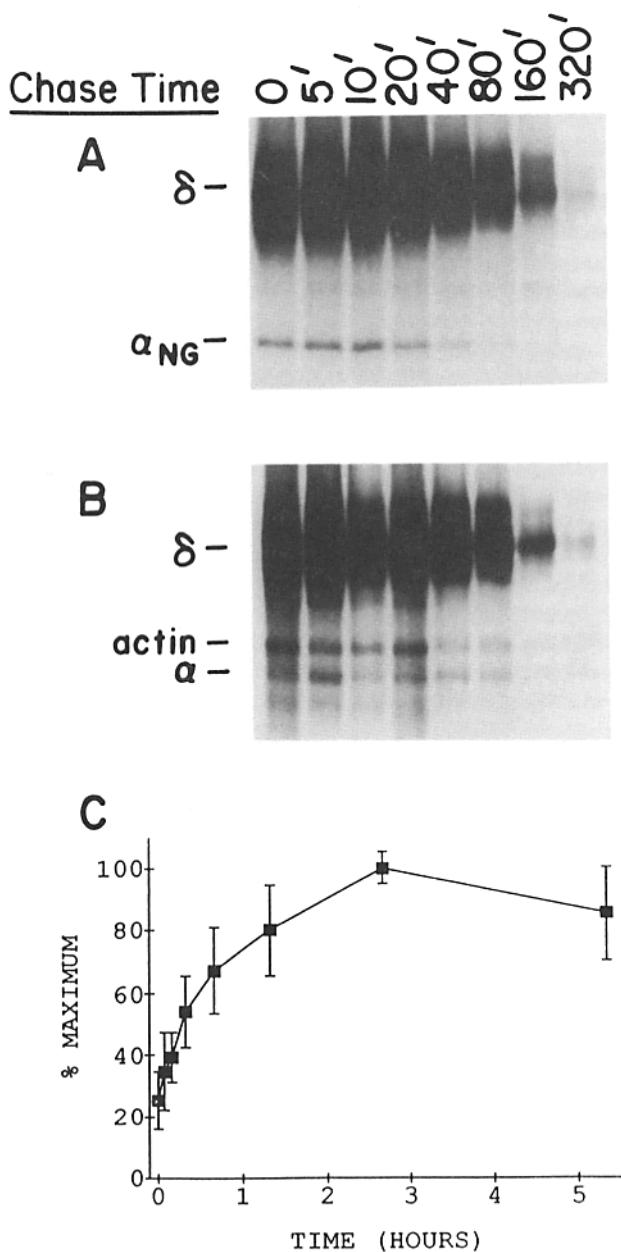 Chase Time 0 5′ 10′ 20′ 40′ 80′ 160′ 320′
A
δ –
αNG –
B
δ –
actin –
α –
C
% MAXIMUM
100
80
60
40
20
0
0 1 2 3 4 5
TIME (HOURS)